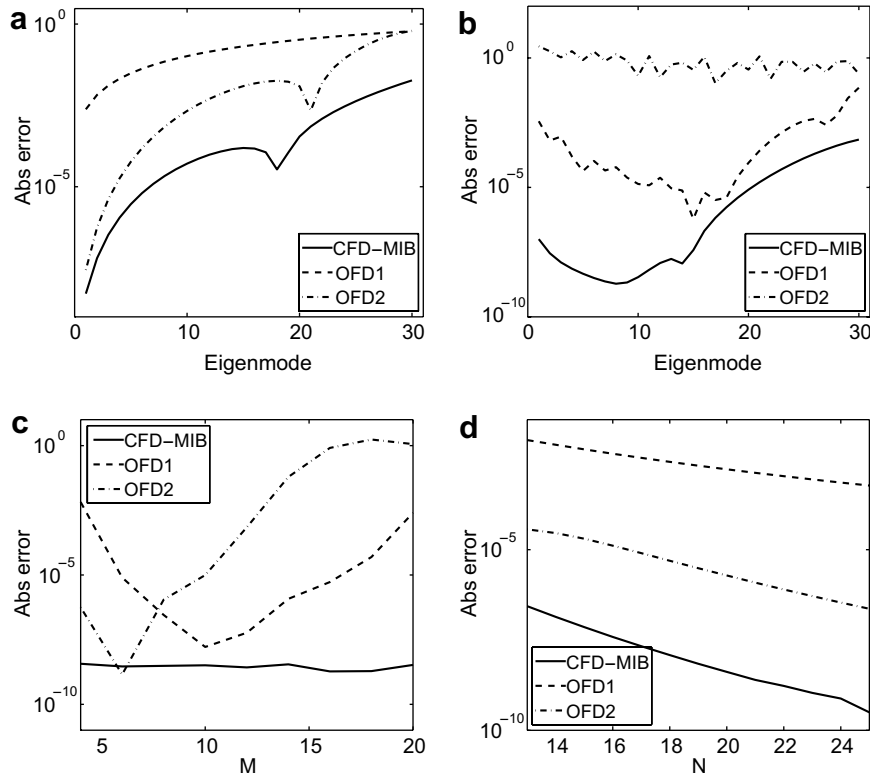 a
10^0
10^-5
Abs error
0
10
20
30
Eigenmode
CFD-MIB
OFD1
OFD2
b
10^0
10^-5
10^-10
Abs error
0
10
20
30
Eigenmode
CFD-MIB
OFD1
OFD2
c
10^0
10^-5
10^-10
Abs error
5
10
15
20
M
CFD-MIB
OFD1
OFD2
d
10^-5
10^-10
Abs error
14
16
18
20
22
24
N
CFD-MIB
OFD1
OFD2